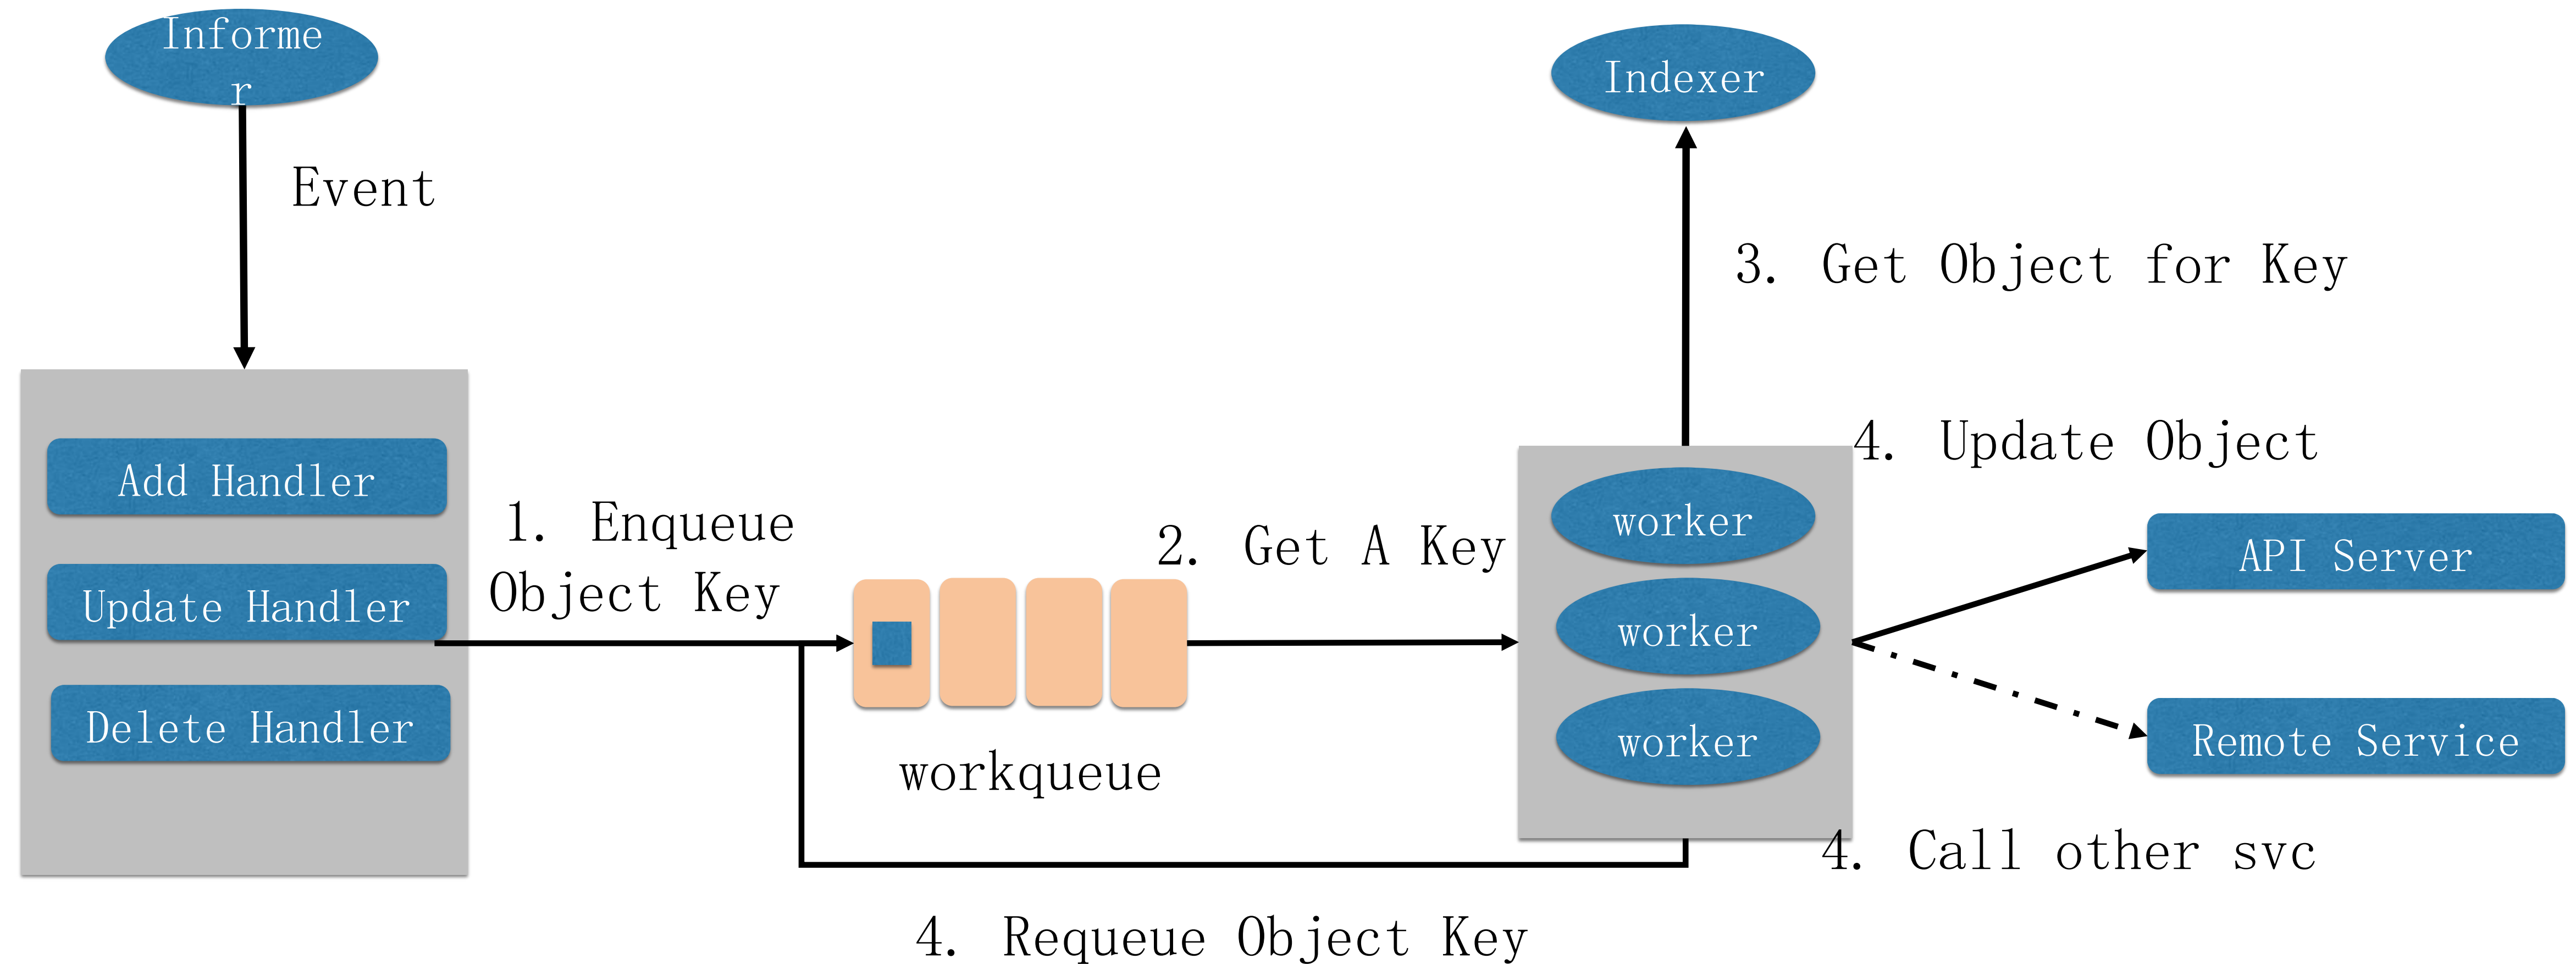 Informe
r
Indexer
Event
3. Get Object for Key
4. Update Object
Add Handler
1. Enqueue
Object Key
2. Get A Key
worker
API Server
Update Handler
worker
Delete Handler
workqueue
worker
Remote Service
4. Call other svc
4. Requeue Object Key